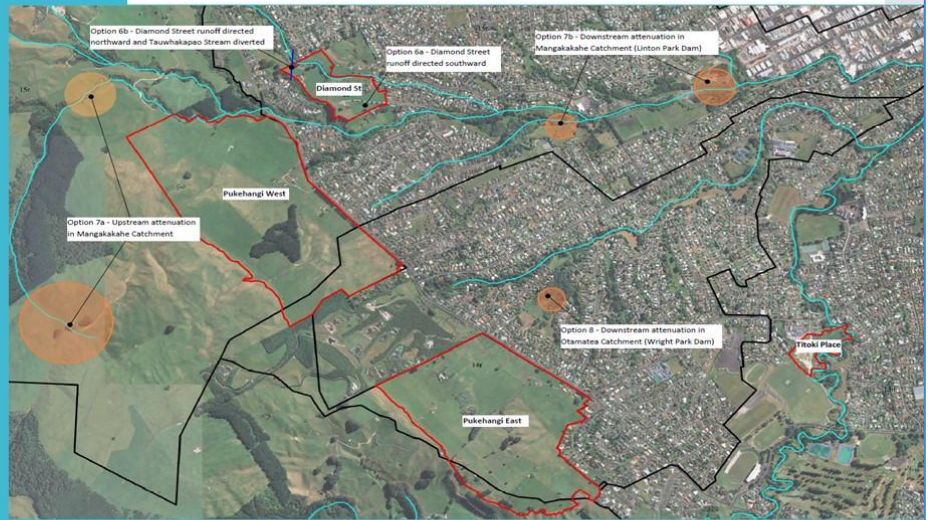 Option 6b - Diamond Street runoff directed
northward and Tauwhakapao Stream diverted
Option 6a - Diamond Street
runoff directed southward
Option 7b - Downstream attenuation in
Mangakakahe Catchment (Linton Park Dam)
Diamond St
15r
Pukehangi West
Option 7a - Upstream attenuation
in Mangakakahe Catchment
Option 8 - Downstream attenuation in
Otamatea Catchment (Wright Park Dam)
Titoki Place
14r
Pukehangi East